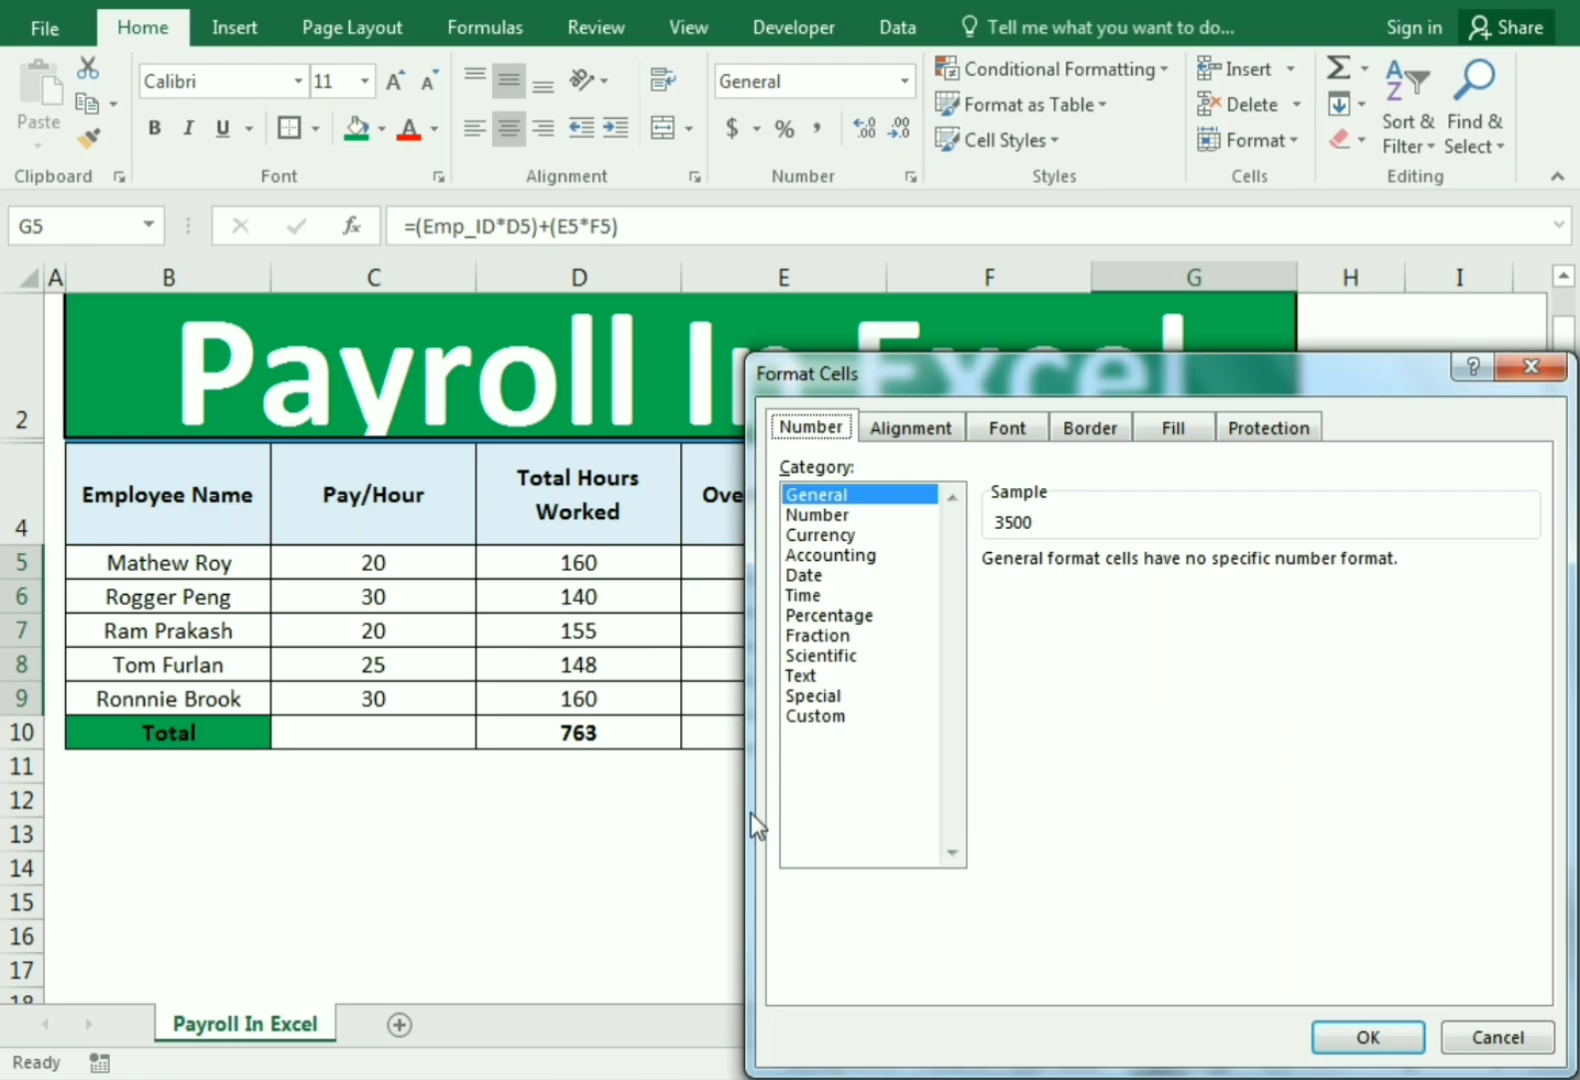 File Home Insert Page Layout Formulas Review View Developer Data Tell me what you want to do... Sign in Share
Paste
Calibri 11
General
B I U
$ % ,
Conditional Formatting
Format as Table
Cell Styles
Insert
Delete
Format
Sort & Filter
Find & Select
Clipboard Font Alignment Number Styles Cells Editing
G5 fx =(Emp_ID*D5)+(E5*F5)
A B C D E F G H I
2 Payroll In Excel
4 Employee Name Pay/Hour Total Hours Worked Ove
5 Mathew Roy 20 160
6 Rogger Peng 30 140
7 Ram Prakash 20 155
8 Tom Furlan 25 148
9 Ronnnie Brook 30 160
10 Total 763
11
12
13
14
15
16
17
18
Format Cells
Number Alignment Font Border Fill Protection
Category:
General
Number
Currency
Accounting
Date
Time
Percentage
Fraction
Scientific
Text
Special
Custom
Sample
3500
General format cells have no specific number format.
OK Cancel
Payroll In Excel
Ready